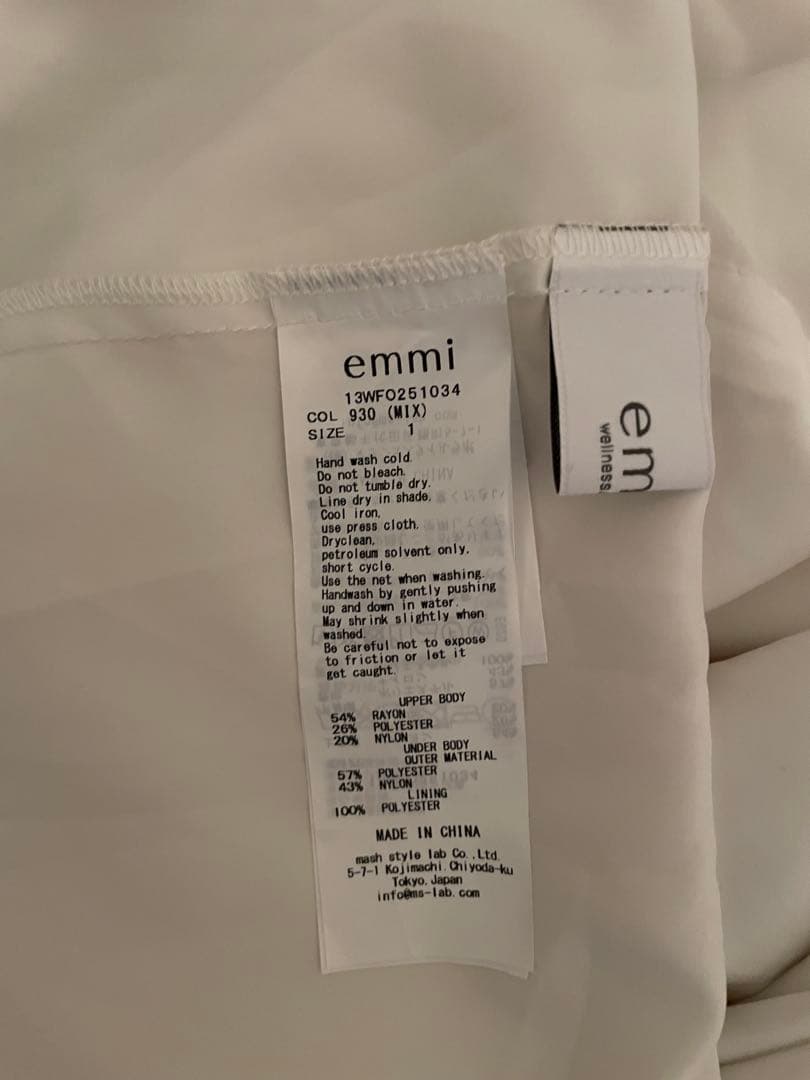 emmi
13WFO251034
COL 930 (MIX)
SIZE 1
Hand wash cold.
Do not bleach.
Do not tumble dry.
Line dry in shade.
Cool iron,
use press cloth.
Dryclean,
petroleum solvent only,
short cycle.
Use the net when washing.
Handwash by gently pushing
up and down in water.
May shrink slightly when
washed.
Be careful not to expose
to friction or let it
get caught.
UPPER BODY
54% RAYON
26% POLYESTER
20% NYLON
UNDER BODY
OUTER MATERIAL
57% POLYESTER
43% NYLON
LINING
100% POLYESTER
MADE IN CHINA
mash style lab Co.,Ltd.
5-7-1 Kojimachi, Chiyoda-ku
Tokyo, Japan
info@ms-lab.com
em
wellness